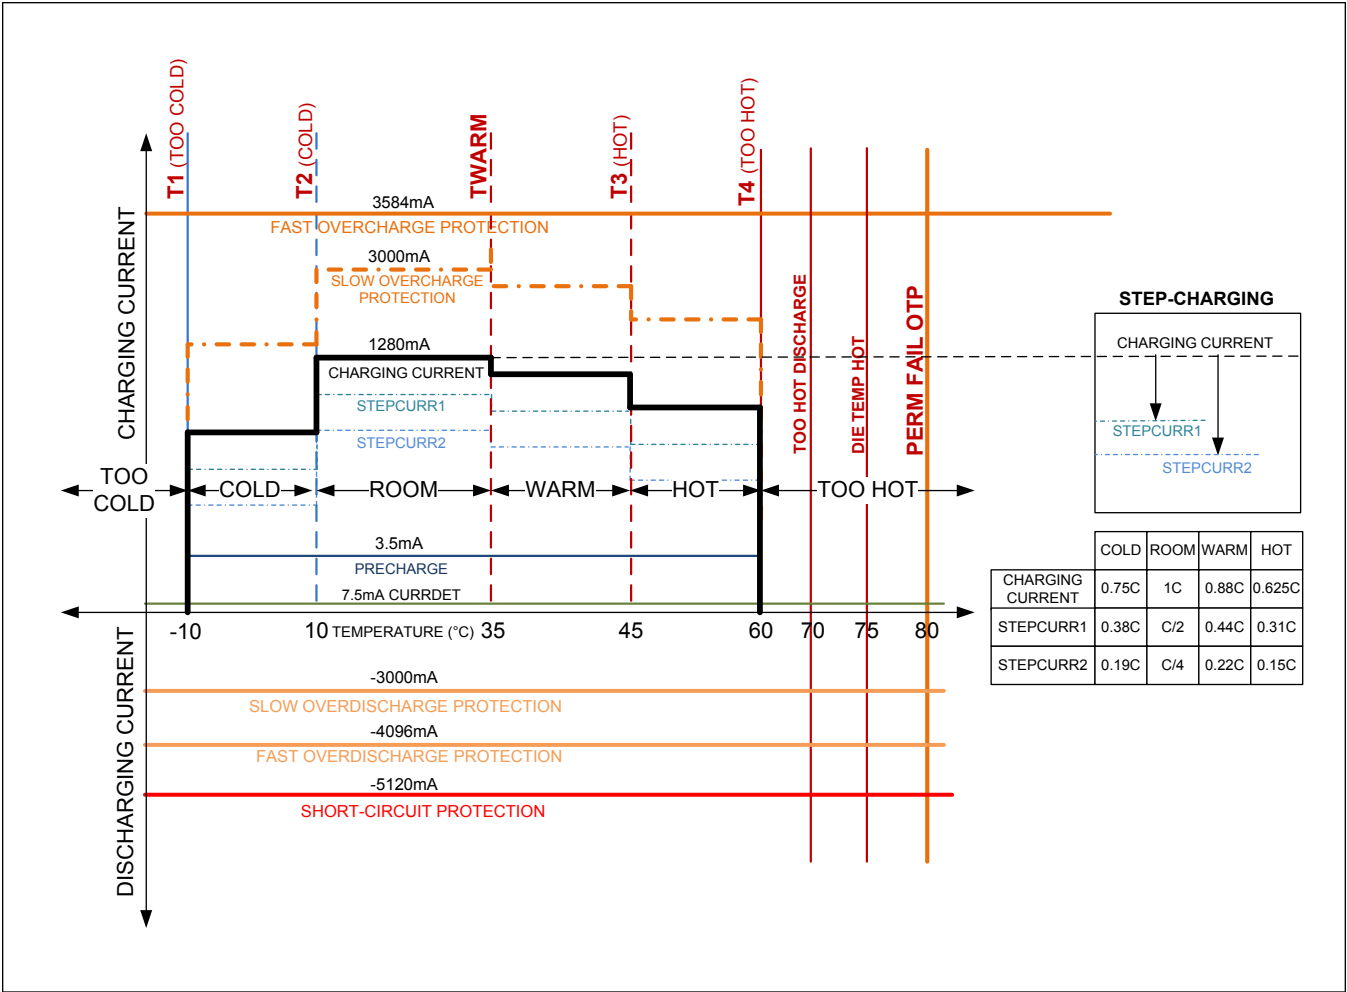 T1 (TOO COLD)
T2 (COLD)
TWARM
T3 (HOT)
T4 (TOO HOT)
CHARGING CURRENT
3584mA
FAST OVERCHARGE PROTECTION
3000mA
SLOW OVERCHARGE
PROTECTION
1280mA
CHARGING CURRENT
STEPCURR1
STEPCURR2
TOO HOT DISCHARGE
DIE TEMP HOT
PERM FAIL OTP
TOO
COLD
COLD
ROOM
WARM
HOT
TOO HOT
3.5mA
PRECHARGE
7.5mA CURRDET
-10
10
TEMPERATURE (°C)
35
45
60
70
75
80
DISCHARGING CURRENT
-3000mA
SLOW OVERDISCHARGE PROTECTION
-4096mA
FAST OVERDISCHARGE PROTECTION
-5120mA
SHORT-CIRCUIT PROTECTION
STEP-CHARGING
CHARGING CURRENT
STEPCURR1
STEPCURR2
COLD ROOM WARM HOT
CHARGING
CURRENT
0.75C 1C 0.88C 0.625C
STEPCURR1 0.38C C/2 0.44C 0.31C
STEPCURR2 0.19C C/4 0.22C 0.15C